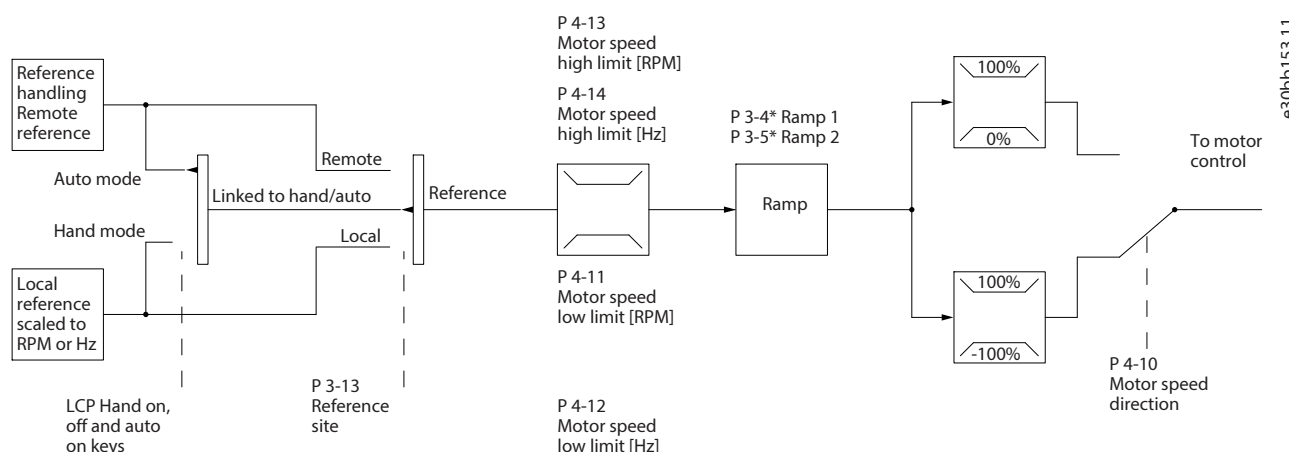 P 4-13
Motor speed
high limit [RPM]
P 4-14
Motor speed
high limit [Hz]
Reference
handling
Remote
reference
Auto mode
Hand mode
Local
reference
scaled to
RPM or Hz
Linked to hand/auto
Remote
Local
Reference
P 3-4* Ramp 1
P 3-5* Ramp 2
Ramp
100%
0%
100%
-100%
To motor
control
P 4-11
Motor speed
low limit [RPM]
P 4-10
Motor speed
direction
LCP Hand on,
off and auto
on keys
P 3-13
Reference
site
P 4-12
Motor speed
low limit [Hz]
e30bb153.11